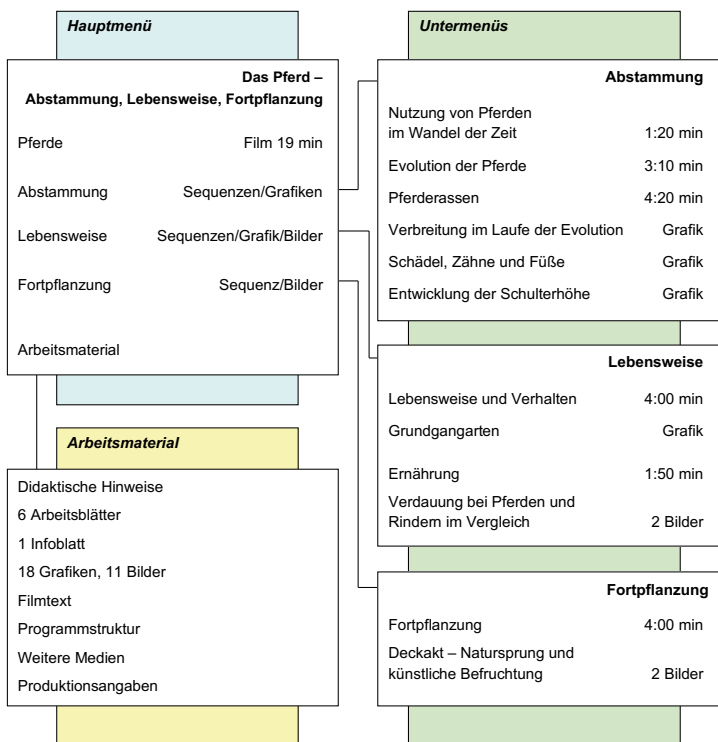 Hauptmenü
Das Pferd –
Abstammung, Lebensweise, Fortpflanzung
Pferde Film 19 min
Abstammung Sequenzen/Grafiken
Lebensweise Sequenzen/Grafik/Bilder
Fortpflanzung Sequenz/Bilder
Arbeitsmaterial
Arbeitsmaterial
Didaktische Hinweise
6 Arbeitsblätter
1 Infoblatt
18 Grafiken, 11 Bilder
Filmtext
Programmstruktur
Weitere Medien
Produktionsangaben
Untermenüs
Abstammung
Nutzung von Pferden
im Wandel der Zeit 1:20 min
Evolution der Pferde 3:10 min
Pferderassen 4:20 min
Verbreitung im Laufe der Evolution Grafik
Schädel, Zähne und Füße Grafik
Entwicklung der Schulterhöhe Grafik
Lebensweise
Lebensweise und Verhalten 4:00 min
Grundgangarten Grafik
Ernährung 1:50 min
Verdauung bei Pferden und
Rindern im Vergleich 2 Bilder
Fortpflanzung
Fortpflanzung 4:00 min
Deckakt – Natursprung und
künstliche Befruchtung 2 Bilder